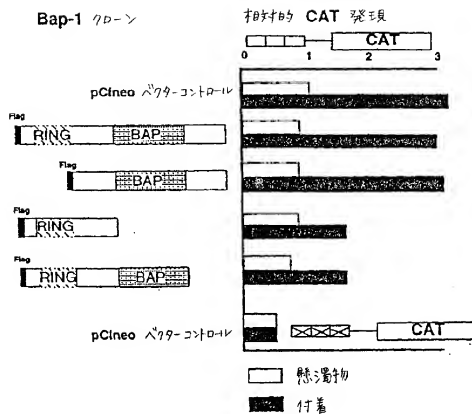 Bap-1 クローン
相対的 CAT 発現
CAT
0 1 2 3
pCIneo ベクターコントロール
Flag
RING BAP
Flag
BAP
Flag
RING
Flag
RING BAP
pCIneo ベクターコントロール
CAT
懸濁物
付着